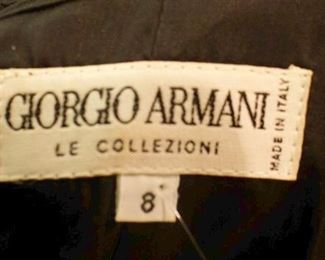 GIORGIO ARMANI
LE COLLEZIONI
MADE IN ITALY
8